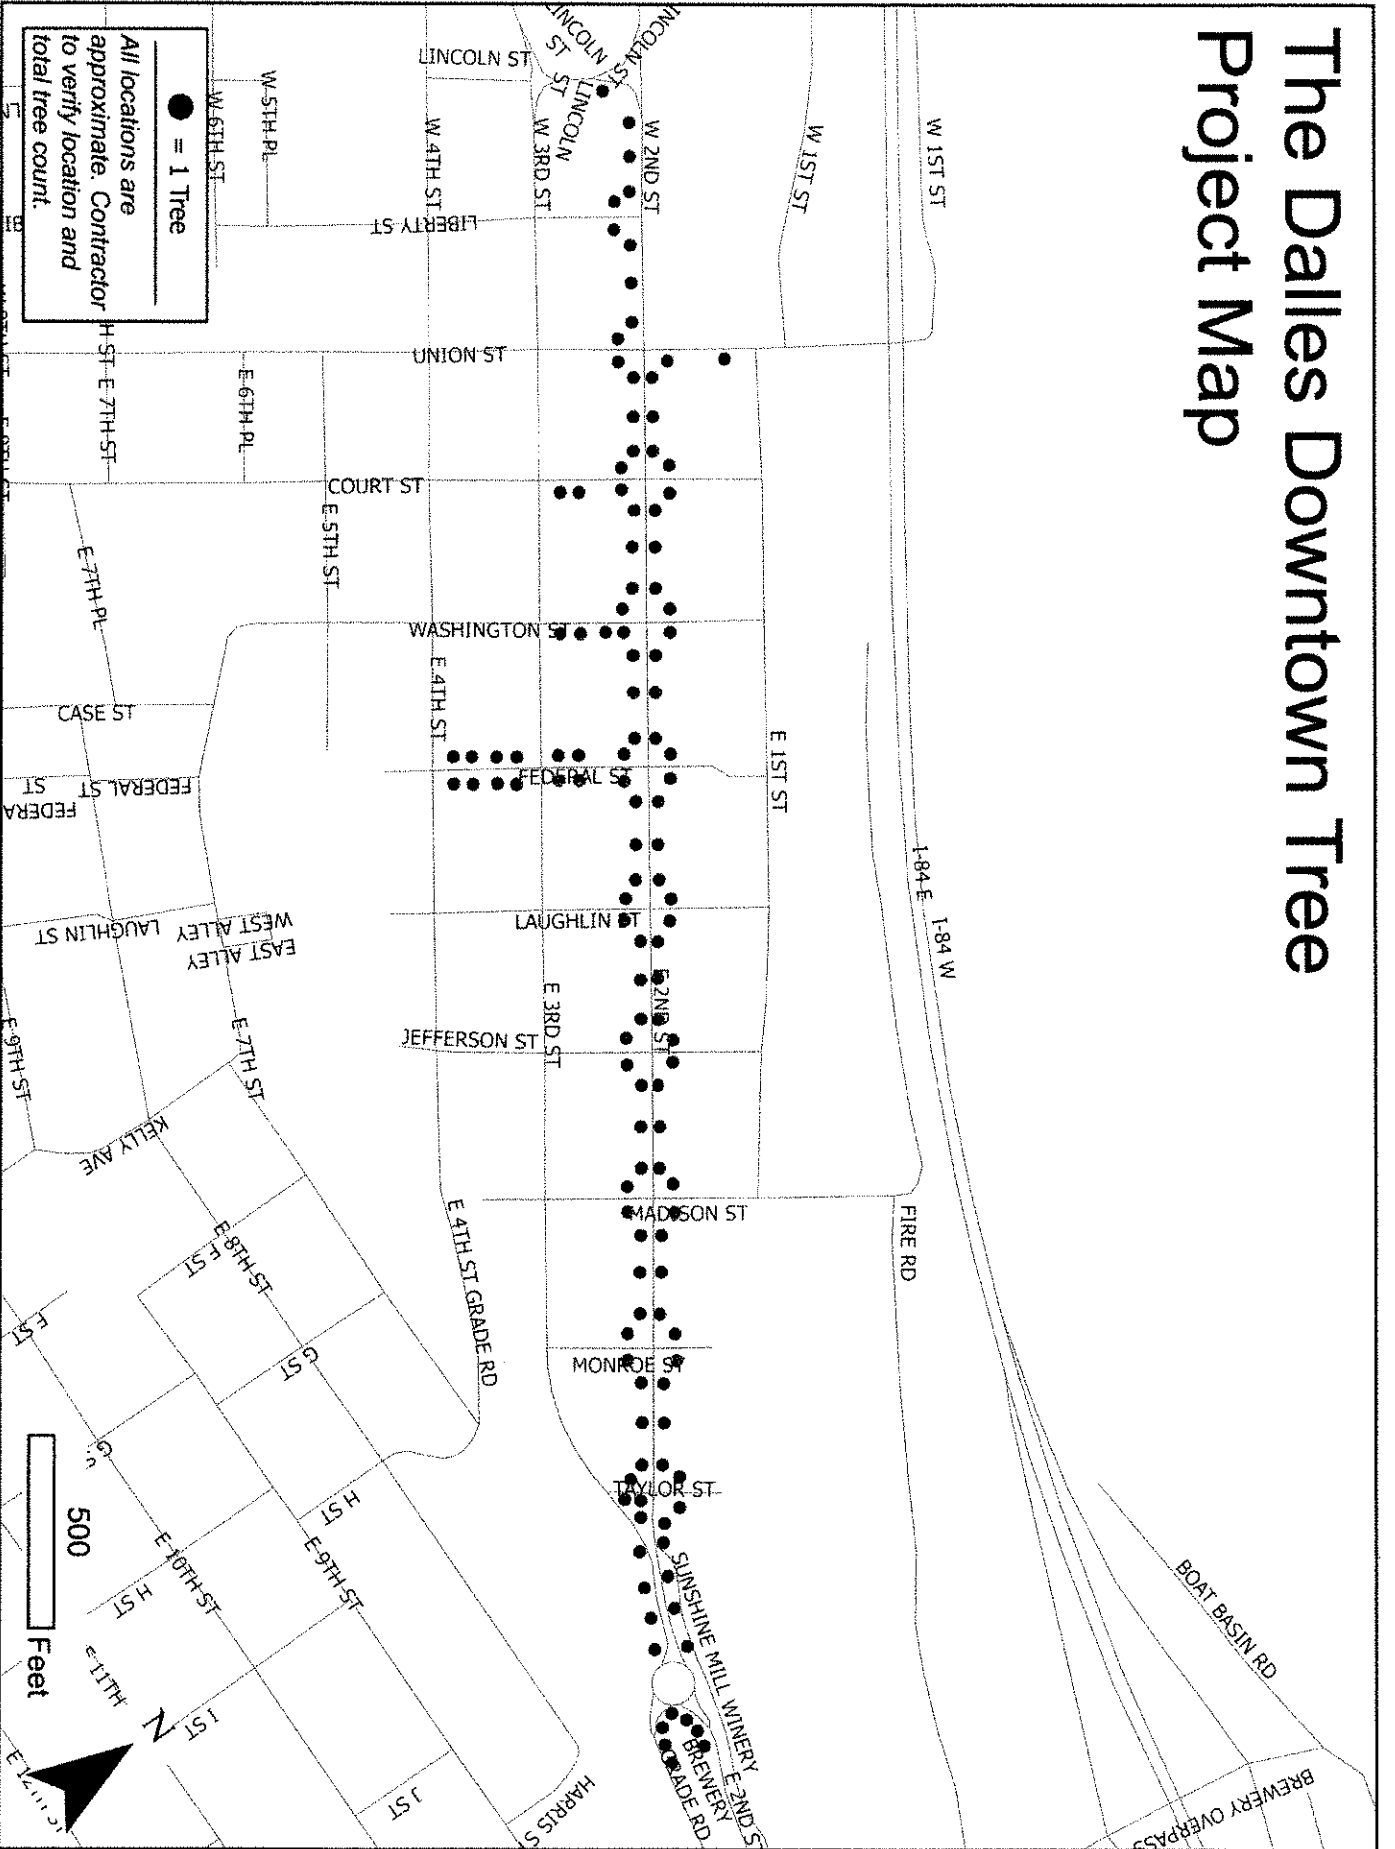 The Dalles Downtown Tree
Project Map
W 1ST ST
W 1ST ST
I-84 E
I-84 W
FIRE RD
BOAT BASIN RD
BREWERY OVERPASS
LINCOLN ST
LINCOLN
ST
LINCOLN
ST
LINCOLN ST
W 2ND ST
W 3RD ST
W 4TH ST
W 5TH PL
W 6TH ST
LIBERTY ST
UNION ST
E 1ST ST
E 2ND ST
E 3RD ST
E 4TH ST
E 5TH ST
E 6TH PL
H ST
E 7TH ST
COURT ST
E 7TH PL
WASHINGTON ST
CASE ST
FEDERAL ST
FEDERAL ST
FEDERA
ST
LAUGHLIN ST
LAUGHLIN ST
WEST ALLEY
EAST ALLEY
JEFFERSON ST
E 7TH ST
E 9TH ST
KELLY AVE
MADISON ST
E 4TH ST GRADE RD
E 8TH ST
F ST
F ST
MONROE ST
G ST
G
TAYLOR ST
H ST
H ST
E 9TH ST
E 10TH ST
E 11TH
I ST
J ST
HARRIS S
SUNSHINE MILL WINERY
BREWERY
GRADE RD
E 2ND S
= 1 Tree
All locations are
approximate. Contractor
to verify location and
total tree count.
500
Feet
N